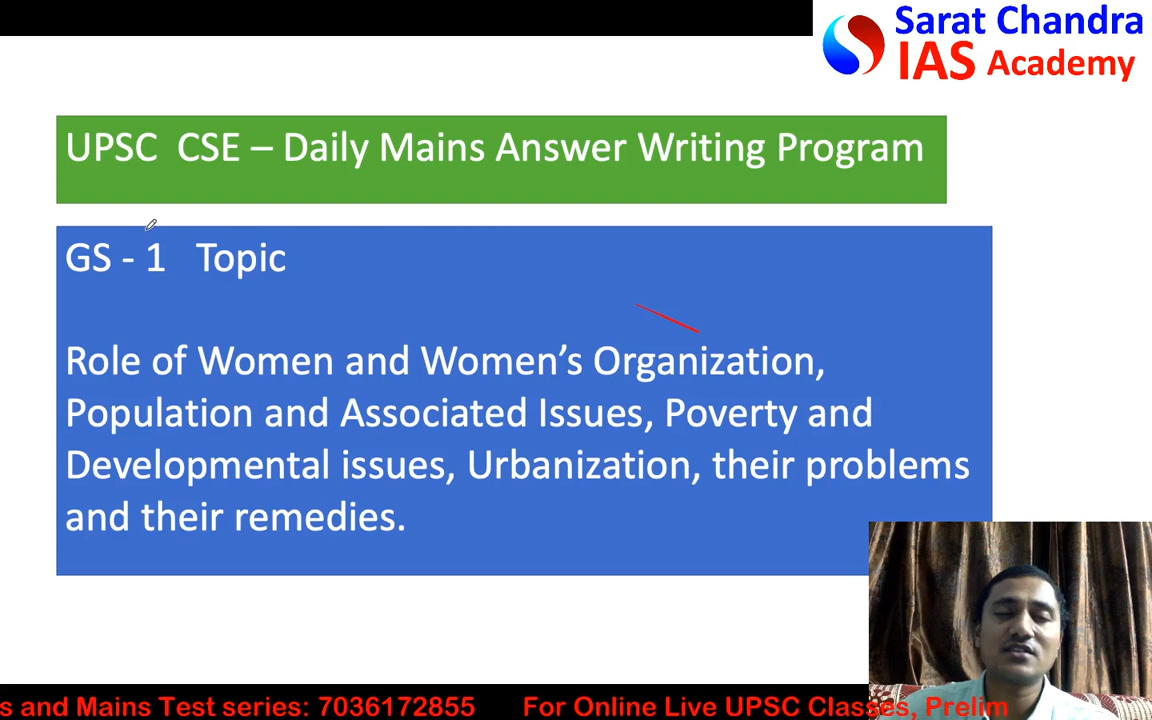 Sarat Chandra
IAS Academy
UPSC CSE – Daily Mains Answer Writing Program
GS - 1 Topic
Role of Women and Women’s Organization,
Population and Associated Issues, Poverty and
Developmental issues, Urbanization, their problems
and their remedies.
s and Mains Test series: 7036172855 For Online Live UPSC Classes, Prelim